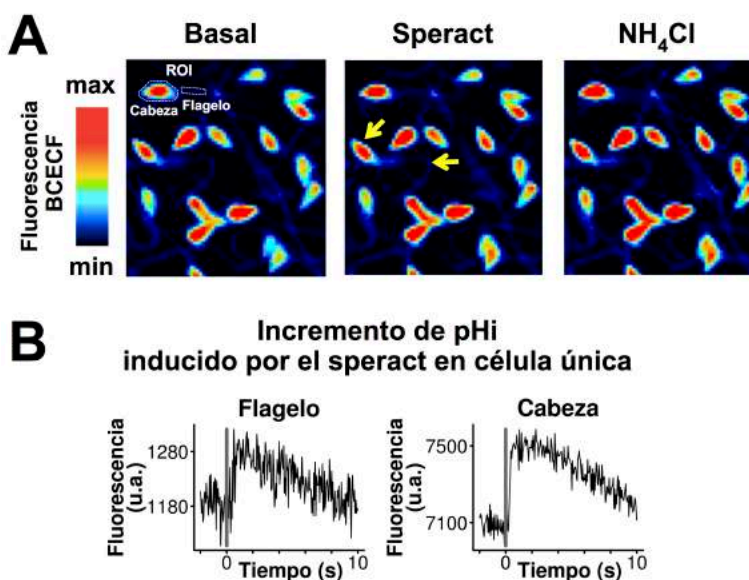 A
Basal
Speract
NH₄Cl
Fluorescencia
BCECF
max
min
ROI
Cabeza
Flagelo
B
Incremento de pHi
inducido por el speract en célula única
Flagelo
Fluorescencia
(u.a.)
1280
1180
0
10
Tiempo (s)
Cabeza
Fluorescencia
(u.a.)
7500
7100
0
10
Tiempo (s)